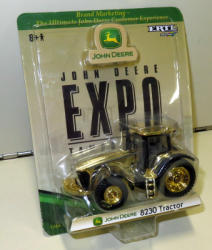 Brand Marketing -
The Ultimate John Deere Customer Experience
8+
JOHN DEERE
ERTL
JOHN DEERE
EXPO
JOHN DEERE 8230 Tractor